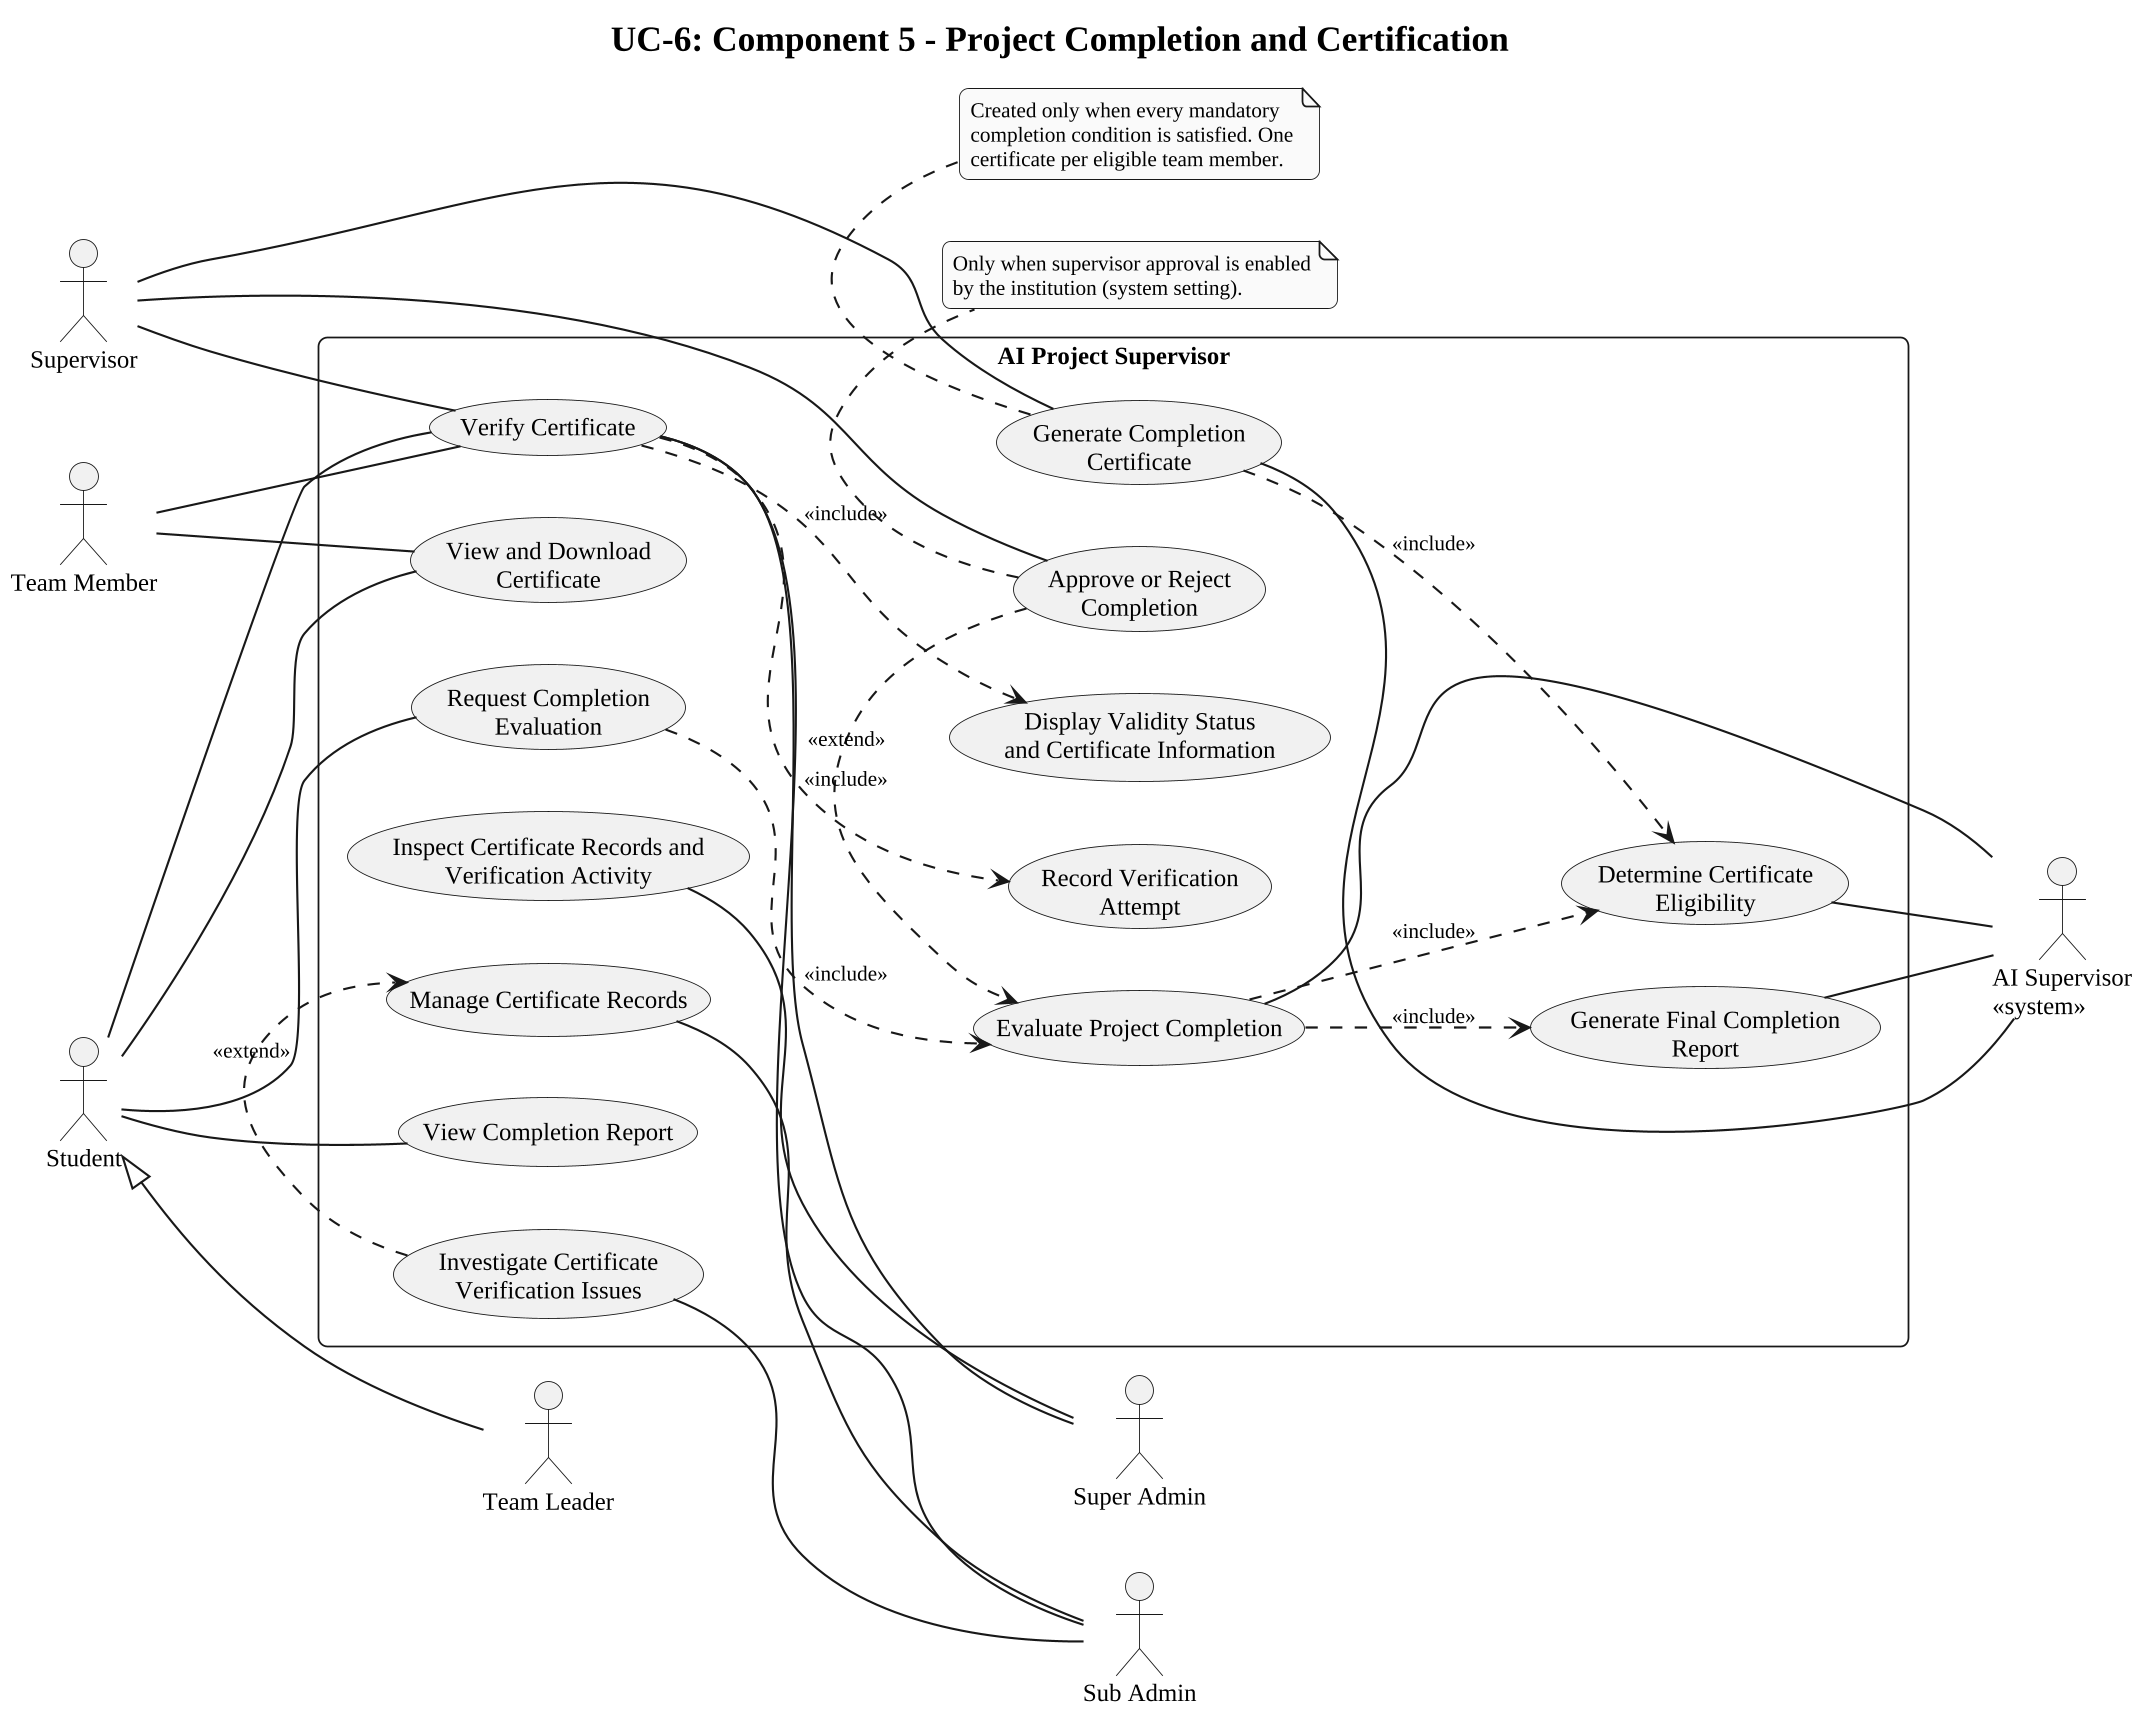 UC-6: Component 5 - Project Completion and Certification
Created only when every mandatory
completion condition is satisfied. One
certificate per eligible team member.
Only when supervisor approval is enabled
by the institution (system setting).
AI Project Supervisor
Supervisor
Team Member
Student
Team Leader
Super Admin
Sub Admin
AI Supervisor
«system»
Verify Certificate
View and Download
Certificate
Request Completion
Evaluation
Inspect Certificate Records and
Verification Activity
Manage Certificate Records
View Completion Report
Investigate Certificate
Verification Issues
Generate Completion
Certificate
Approve or Reject
Completion
Display Validity Status
and Certificate Information
Record Verification
Attempt
Evaluate Project Completion
Determine Certificate
Eligibility
Generate Final Completion
Report
«include»
«include»
«extend»
«include»
«include»
«include»
«include»
«extend»